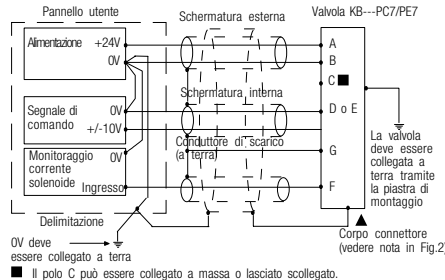 Pannello utente
Schermatura esterna
Valvola KB---PC7/PE7
Alimentazione +24V
0V
A
B
C ■
Schermatura interna
Segnale di comando
0V
+/-10V
D o E
Conduttore di scarico
(a terra)
Monitoraggio corrente solenoide
0V
Ingresso
G
F
La valvola
deve essere
collegata a
terra tramite
la piastra di
montaggio
Delimitazione
0V deve
essere collegato a terra
Corpo connettore
(vedere nota in Fig.2)
■ Il polo C può essere collegato a massa o lasciato scollegato.